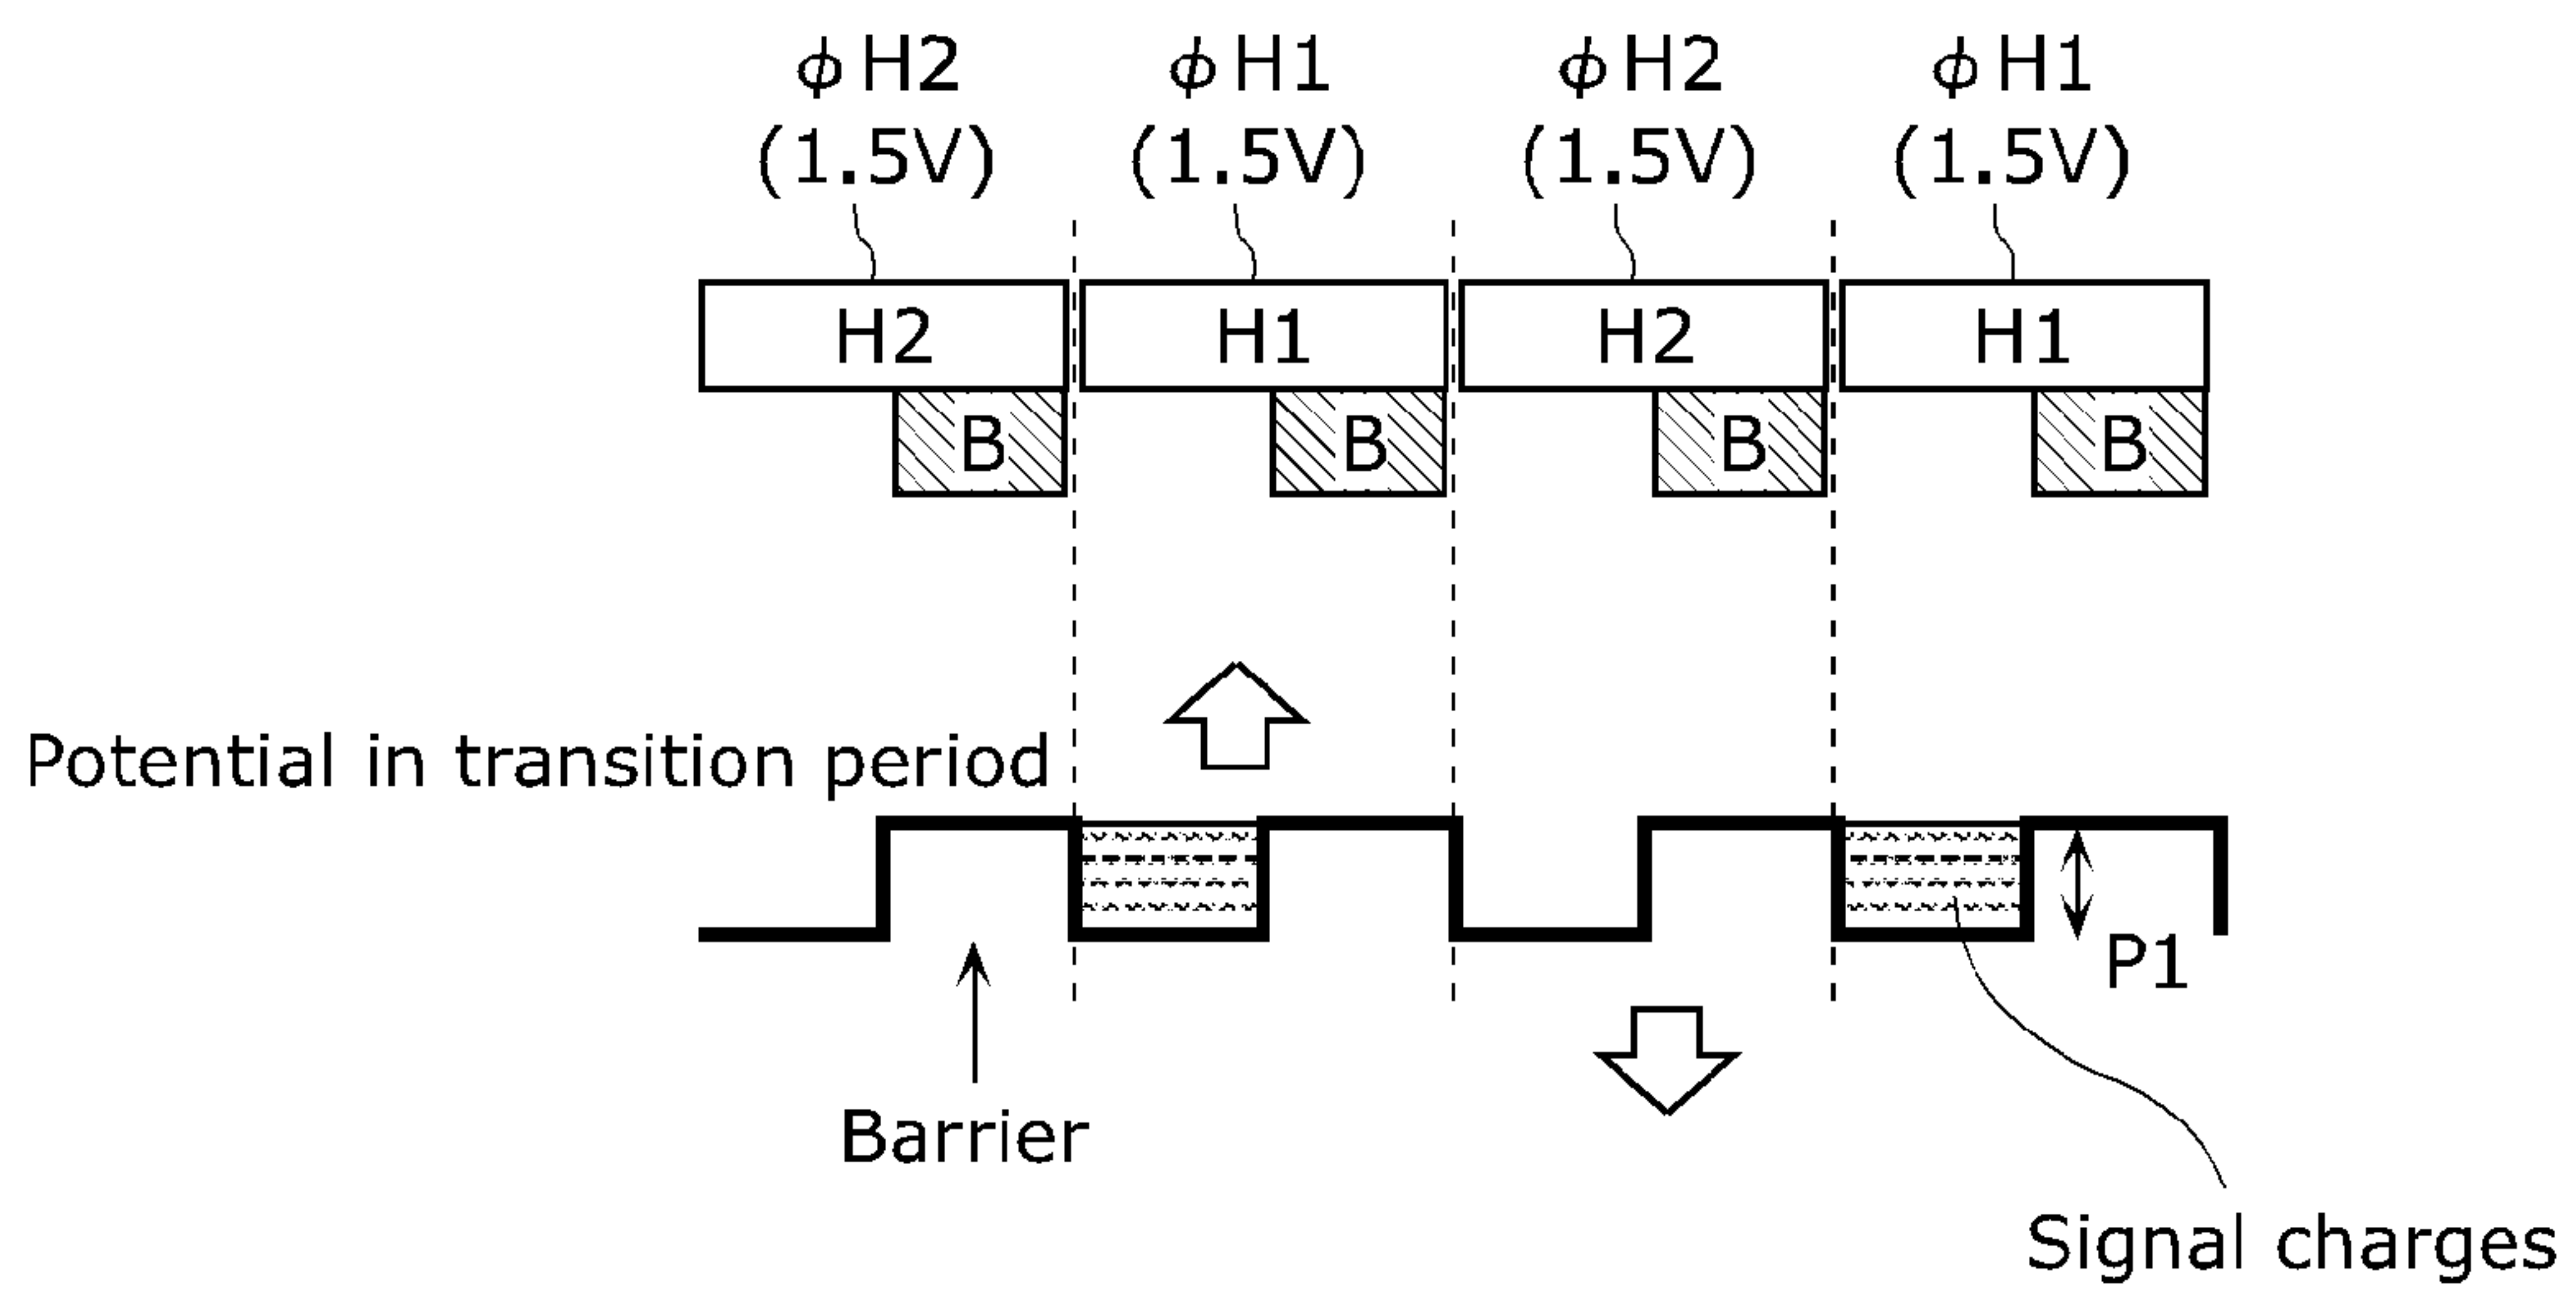 ϕH2 ϕH1 ϕH2 ϕH1
(1.5V) (1.5V) (1.5V) (1.5V)
H2 H1 H2 H1
B B B B
Potential in transition period
P1
Barrier
Signal charges